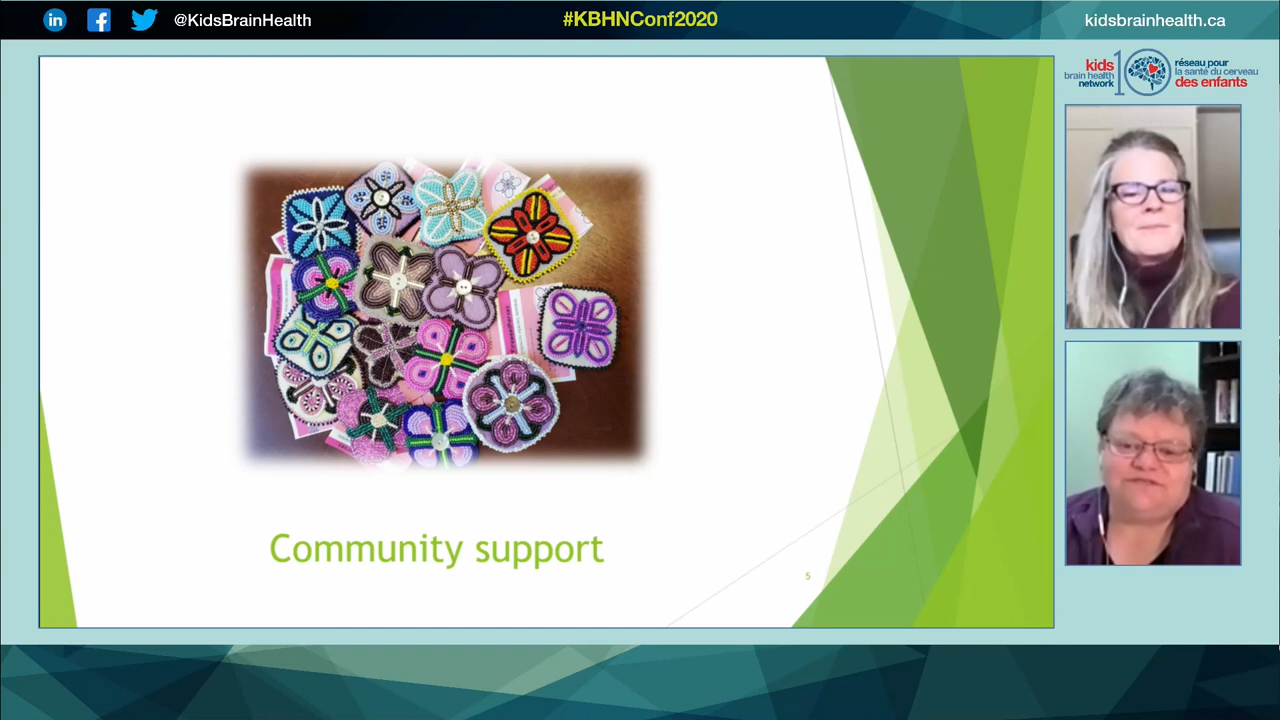 @KidsBrainHealth
#KBHNConf2020
kidsbrainhealth.ca
kids
brain health
network
10
réseau pour
la santé du cerveau
des enfants
Community support
5